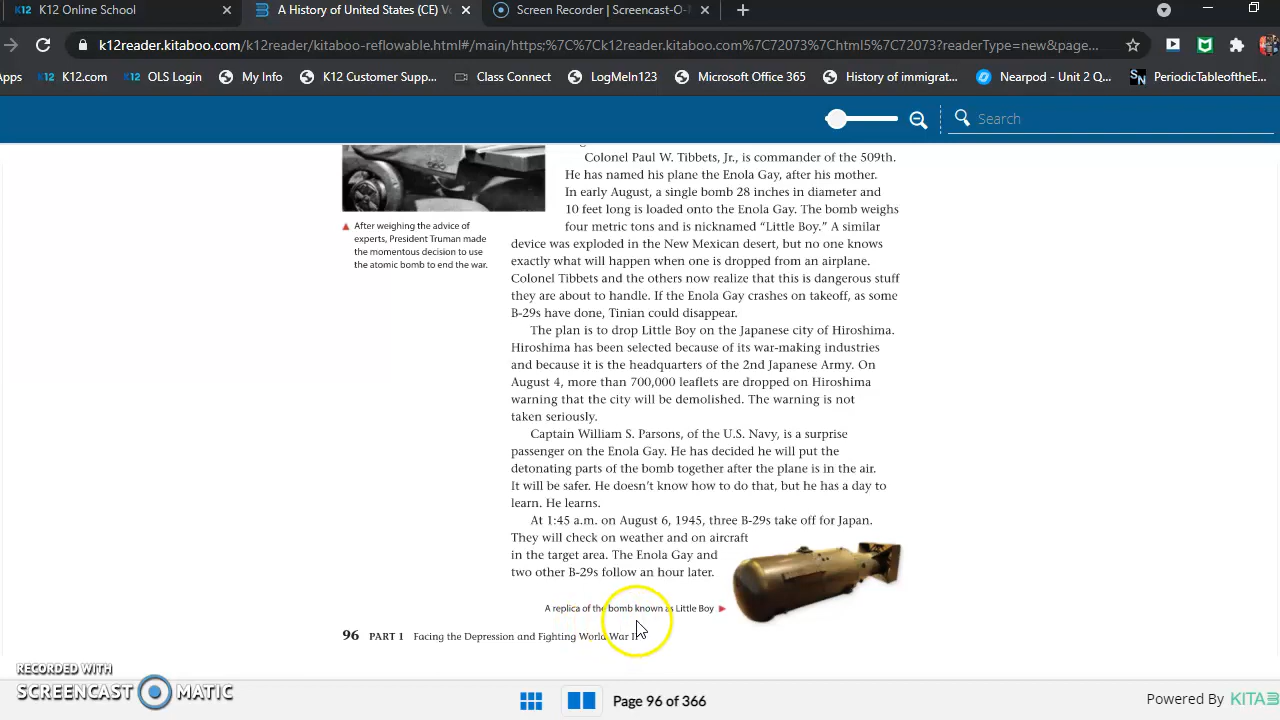 K12 Online School
A History of United States (CE) Vo
Screen Recorder | Screencast-O-
k12reader.kitaboo.com/k12reader/kitaboo-reflowable.html#/main/https;%7C%7Ck12reader.kitaboo.com%7C72073%7Chtml5%7C72073?readerType=new&page...
Apps K12.com OLS Login My Info K12 Customer Supp... Class Connect LogMeIn123 Microsoft Office 365 History of immigrat... Nearpod - Unit 2 Q... PeriodicTableoftheE...
Search
Colonel Paul W. Tibbets, Jr., is commander of the 509th.
He has named his plane the Enola Gay, after his mother.
In early August, a single bomb 28 inches in diameter and
10 feet long is loaded onto the Enola Gay. The bomb weighs
four metric tons and is nicknamed “Little Boy.” A similar
device was exploded in the New Mexican desert, but no one knows
exactly what will happen when one is dropped from an airplane.
Colonel Tibbets and the others now realize that this is dangerous stuff
they are about to handle. If the Enola Gay crashes on takeoff, as some
B-29s have done, Tinian could disappear.
After weighing the advice of
experts, President Truman made
the momentous decision to use
the atomic bomb to end the war.
The plan is to drop Little Boy on the Japanese city of Hiroshima.
Hiroshima has been selected because of its war-making industries
and because it is the headquarters of the 2nd Japanese Army. On
August 4, more than 700,000 leaflets are dropped on Hiroshima
warning that the city will be demolished. The warning is not
taken seriously.
Captain William S. Parsons, of the U.S. Navy, is a surprise
passenger on the Enola Gay. He has decided he will put the
detonating parts of the bomb together after the plane is in the air.
It will be safer. He doesn’t know how to do that, but he has a day to
learn. He learns.
At 1:45 a.m. on August 6, 1945, three B-29s take off for Japan.
They will check on weather and on aircraft
in the target area. The Enola Gay and
two other B-29s follow an hour later.
A replica of the bomb known as Little Boy
96 PART 1 Facing the Depression and Fighting World War II
RECORDED WITH
SCREENCAST MATIC
Page 96 of 366
Powered By KITAB